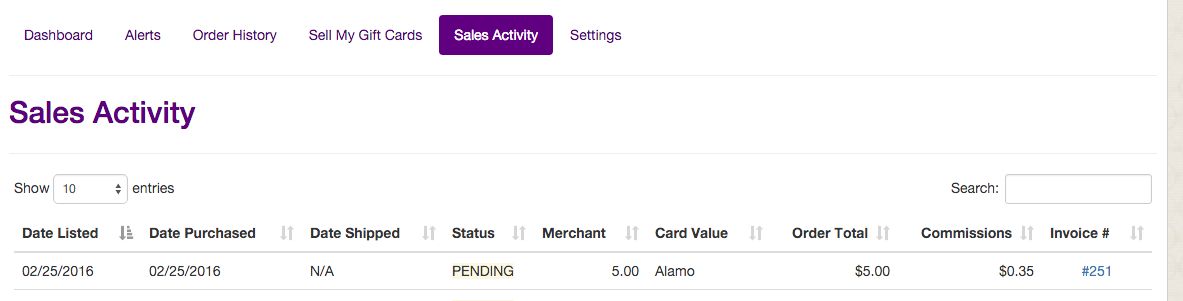 Dashboard Alerts Order History Sell My Gift Cards Sales Activity Settings
Sales Activity
Show 10 entries Search:
Date Listed Date Purchased Date Shipped Status Merchant Card Value Order Total Commissions Invoice #
02/25/2016 02/25/2016 N/A PENDING 5.00 Alamo $5.00 $0.35 #251